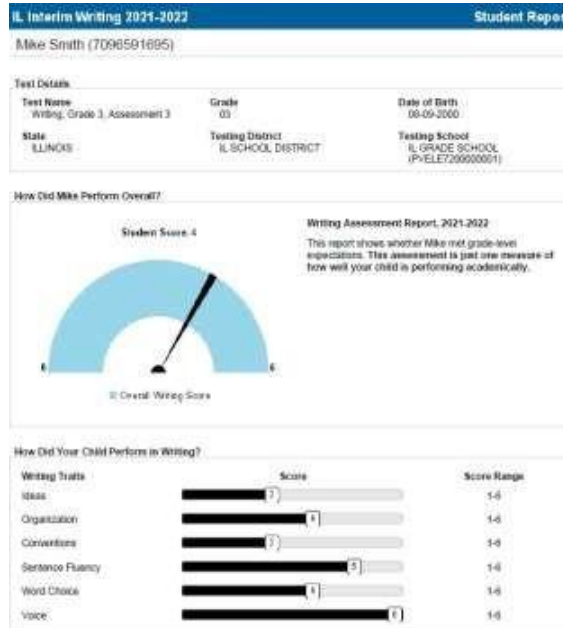 IL Interim Writing 2021-2022 Student Repor
Mike Smith (7096591695)
Test Details
Test Name Grade Date of Birth
Writing, Grade 3, Assessment 3 03 08-09-2000
State Testing District Testing School
ILLINOIS IL SCHOOL DISTRICT IL GRADE SCHOOL
(PVELE7200000001)
How Did Mike Perform Overall?
Student Score 4
0 6
Overall Writing Score
Writing Assessment Report, 2021-2022
This report shows whether Mike met grade-level
expectations. This assessment is just one measure of
how well your child is performing academically.
How Did Your Child Perform in Writing?
Writing Traits Score Score Range
Ideas 3 1-6
Organization 4 1-6
Conventions 3 1-6
Sentence Fluency 5 1-6
Word Choice 4 1-6
Voice 6 1-6